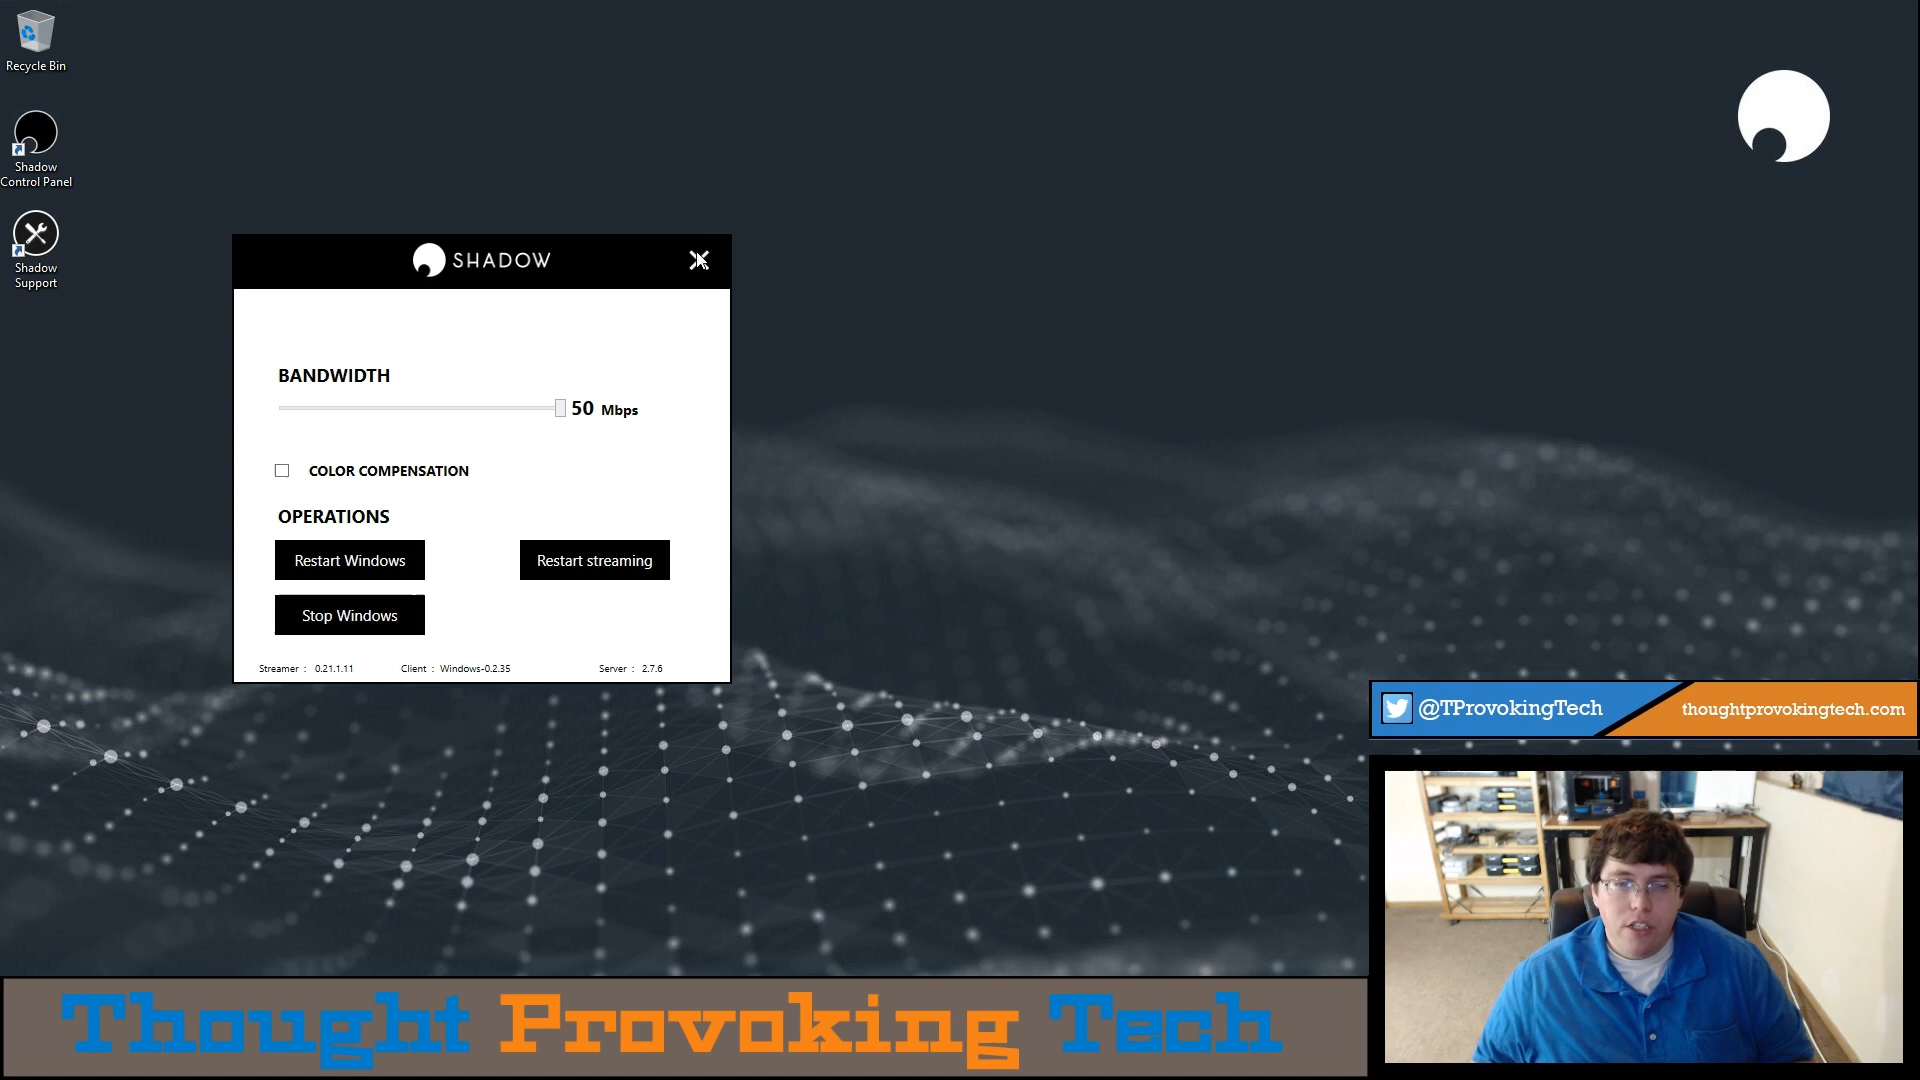 Recycle Bin
Shadow
Control Panel
Shadow
Support
SHADOW
BANDWIDTH
50 Mbps
COLOR COMPENSATION
OPERATIONS
Restart Windows
Restart streaming
Stop Windows
Streamer : 0.21.1.11
Client : Windows-0.2.35
Server : 2.7.6
@TProvokingTech
thoughtprovokingtech.com
Thought Provoking Tech